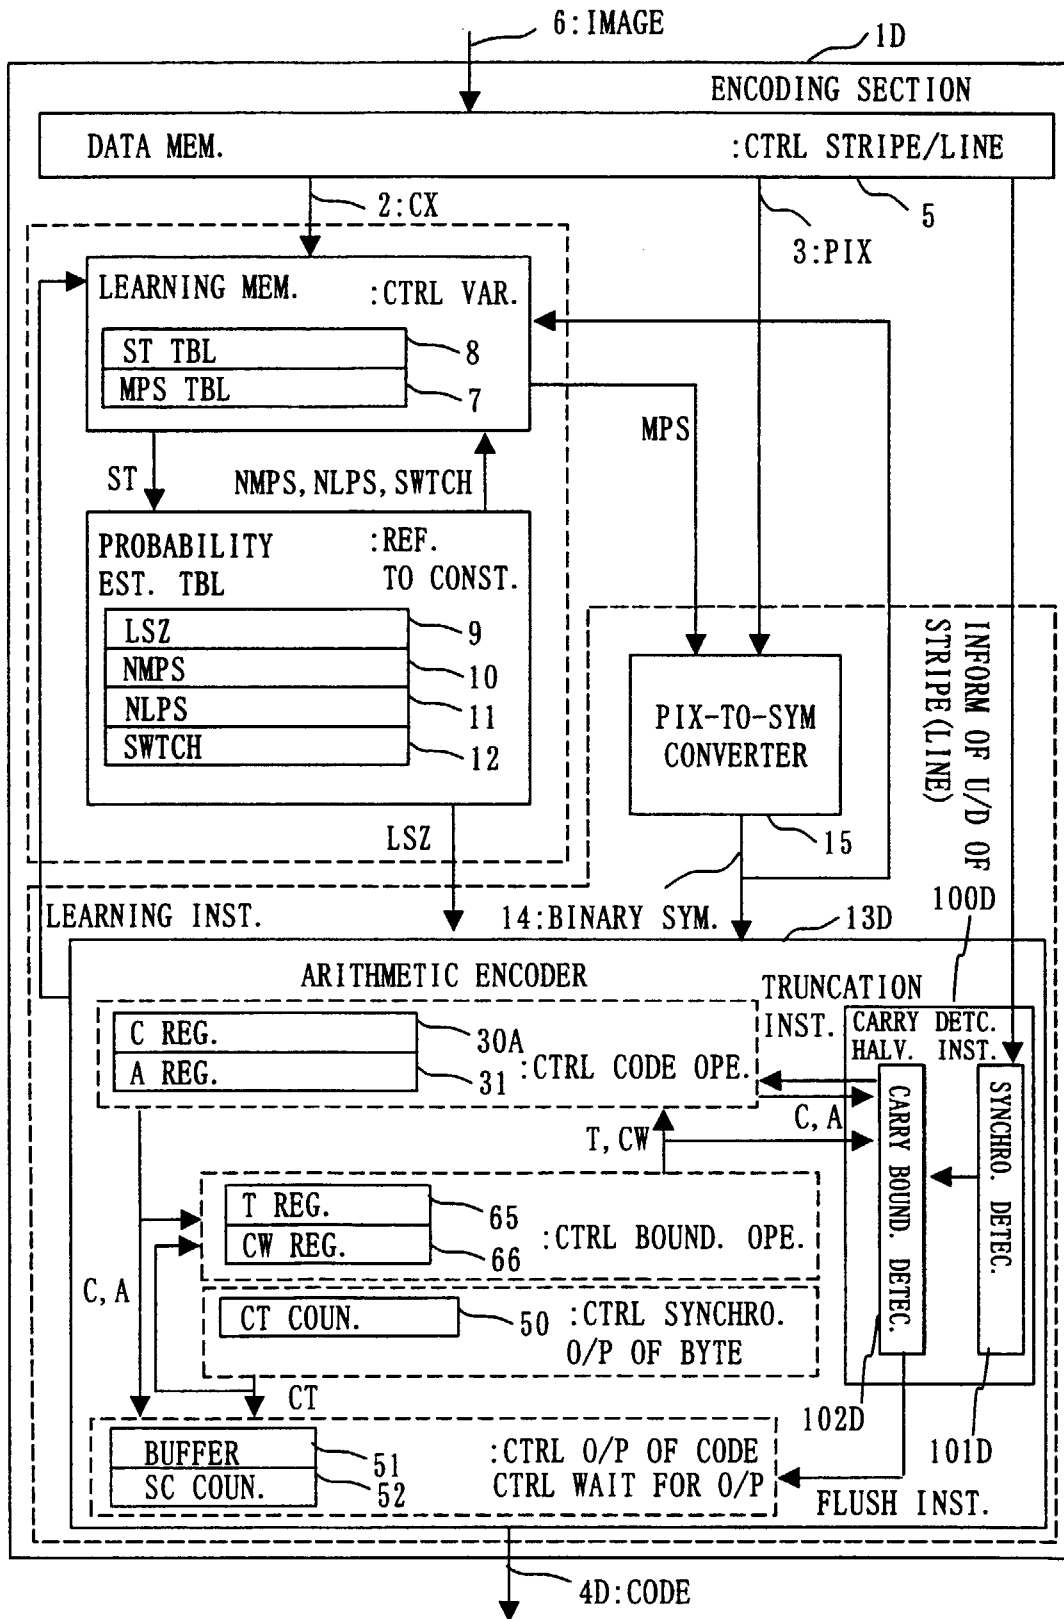 6:IMAGE
1D
ENCODING SECTION
DATA MEM.
:CTRL STRIPE/LINE
2:CX
5
3:PIX
LEARNING MEM.
:CTRL VAR.
ST TBL
8
MPS TBL
7
MPS
ST
NMPS, NLPS, SWTCH
PROBABILITY
EST. TBL
:REF.
TO CONST.
LSZ
9
NMPS
10
NLPS
11
SWTCH
12
PIX-TO-SYM
CONVERTER
15
INFORM OF U/D OF
STRIPE(LINE)
LSZ
LEARNING INST.
14:BINARY SYM.
13D
100D
ARITHMETIC ENCODER
TRUNCATION
INST.
CARRY DETC.
HALV. INST.
C REG.
30A
A REG.
31
:CTRL CODE OPE.
C, A
T, CW
CARRY BOUND. DETEC.
SYNCHRO. DETEC.
T REG.
65
CW REG.
66
:CTRL BOUND. OPE.
C, A
CT COUN.
50
:CTRL SYNCHRO.
O/P OF BYTE
CT
102D
101D
BUFFER
51
SC COUN.
52
:CTRL O/P OF CODE
CTRL WAIT FOR O/P
FLUSH INST.
4D:CODE